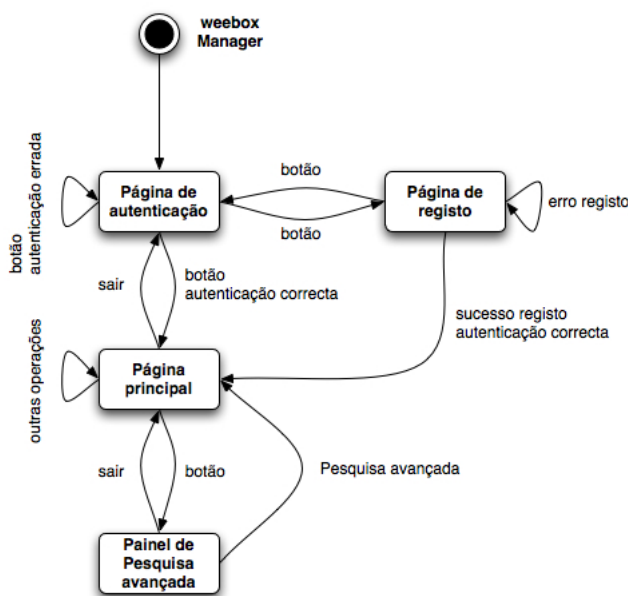 weebox
Manager
botão
autenticação errada
Página de
autenticação
botão
botão
Página de
registo
erro registo
sair
botão
autenticação correcta
sucesso registo
autenticação correcta
outras operações
Página
principal
sair
botão
Pesquisa avançada
Painel de
Pesquisa
avançada